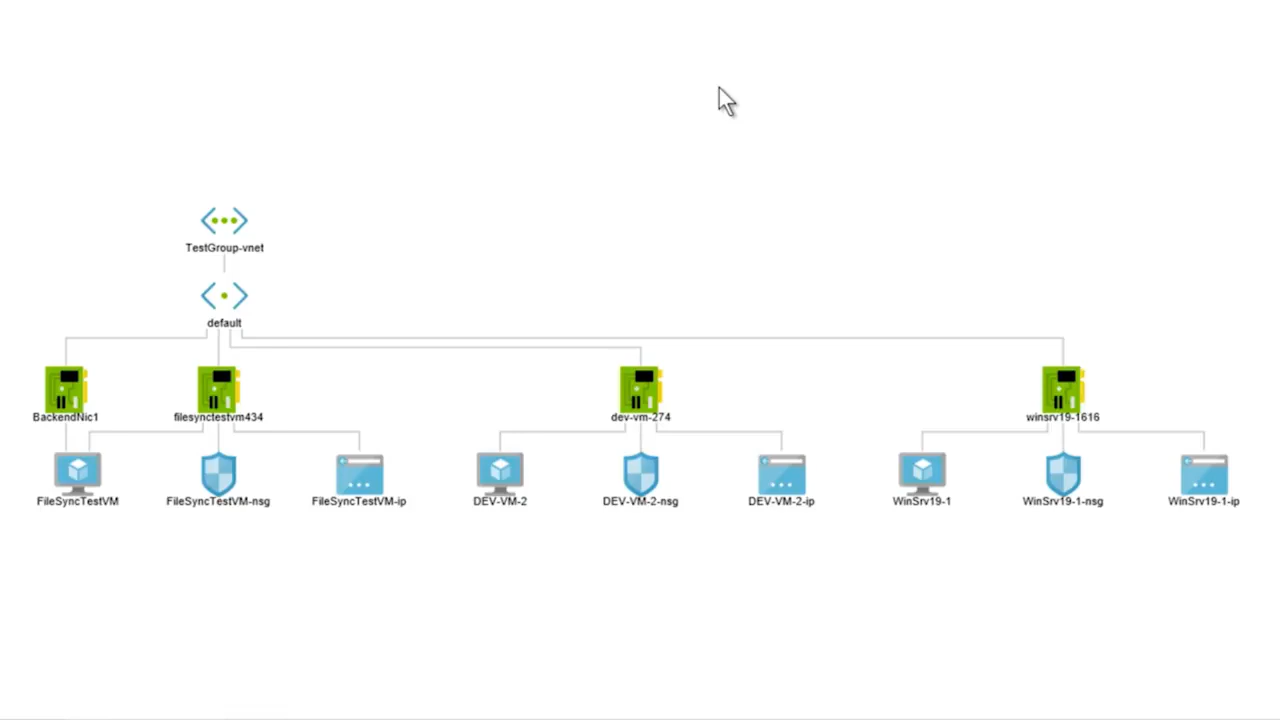 TestGroup-vnet
default
BackendNic1
filesynctestvm434
dev-vm-274
winsrv19-1616
FileSyncTestVM
FileSyncTestVM-nsg
FileSyncTestVM-ip
DEV-VM-2
DEV-VM-2-nsg
DEV-VM-2-ip
WinSrv19-1
WinSrv19-1-nsg
WinSrv19-1-ip